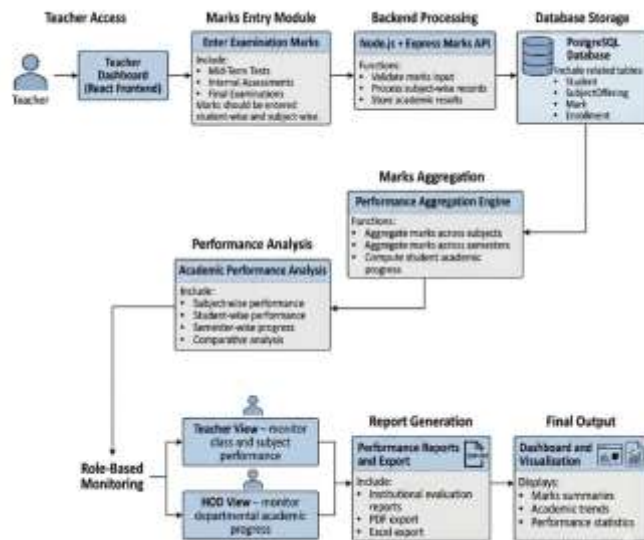 Teacher Access
Marks Entry Module
Backend Processing
Database Storage
Teacher
Teacher
Dashboard
(React Frontend)
Enter Examination Marks
Include:
• Mid-Term Tests
• Internal Assessments
• Final Examinations
Marks should be entered
student-wise and subject-wise
Node.js + Express Marks API
Functions:
• Validate marks input
• Process subject-wise records
• Store academic results
PostgreSQL
Database
Include related tables
• Student
• SubjectOffering
• Mark
• Enrollment
Marks Aggregation
Performance Aggregation Engine
Functions:
• Aggregate marks across subjects
• Aggregate marks across semesters
• Compute student academic
progress
Performance Analysis
Academic Performance Analysis
Include:
• Subject-wise performance
• Student-wise performance
• Semester-wise progress
• Comparative analysis
Role-Based
Monitoring
Teacher View – monitor
class and subject
performance
HOD View – monitor
departmental academic
progress
Report Generation
Performance Reports
and Export
Include:
• Institutional evaluation
reports
• PDF export
• Excel export
Final Output
Dashboard and
Visualization
Displays:
• Marks summaries
• Academic trends
• Performance statistics